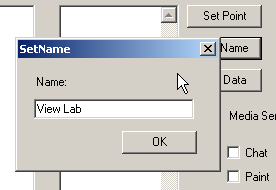 Set Point
SetName
Name
Name:
Data
View Lab
Media Se
OK
Chat
Paint